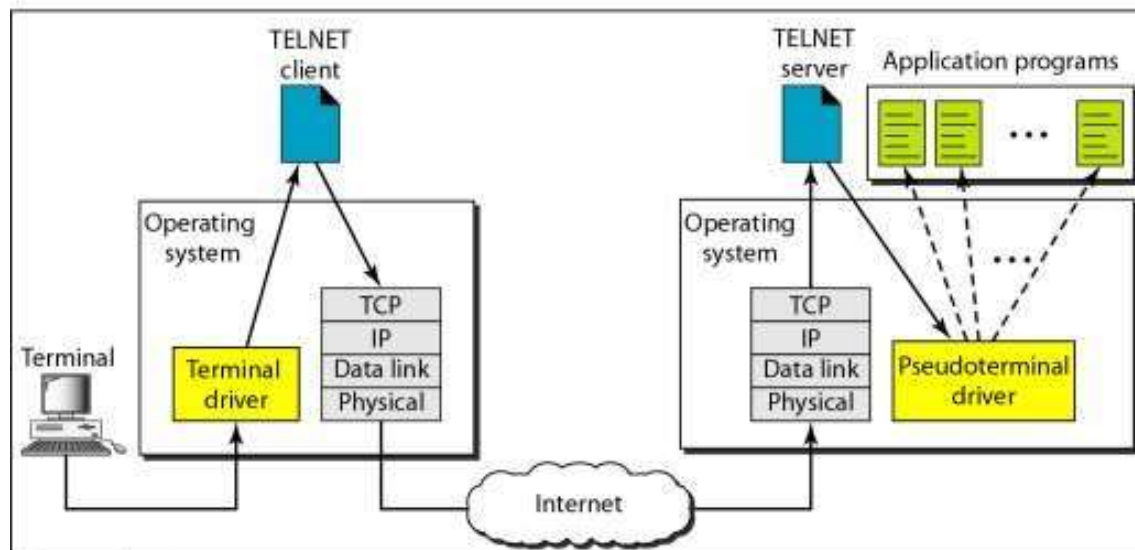 TELNET
client
TELNET
server
Application programs
Operating
system
Operating
system
TCP
IP
Data link
Physical
TCP
IP
Data link
Physical
Terminal
Terminal
driver
Pseudoterminal
driver
Internet